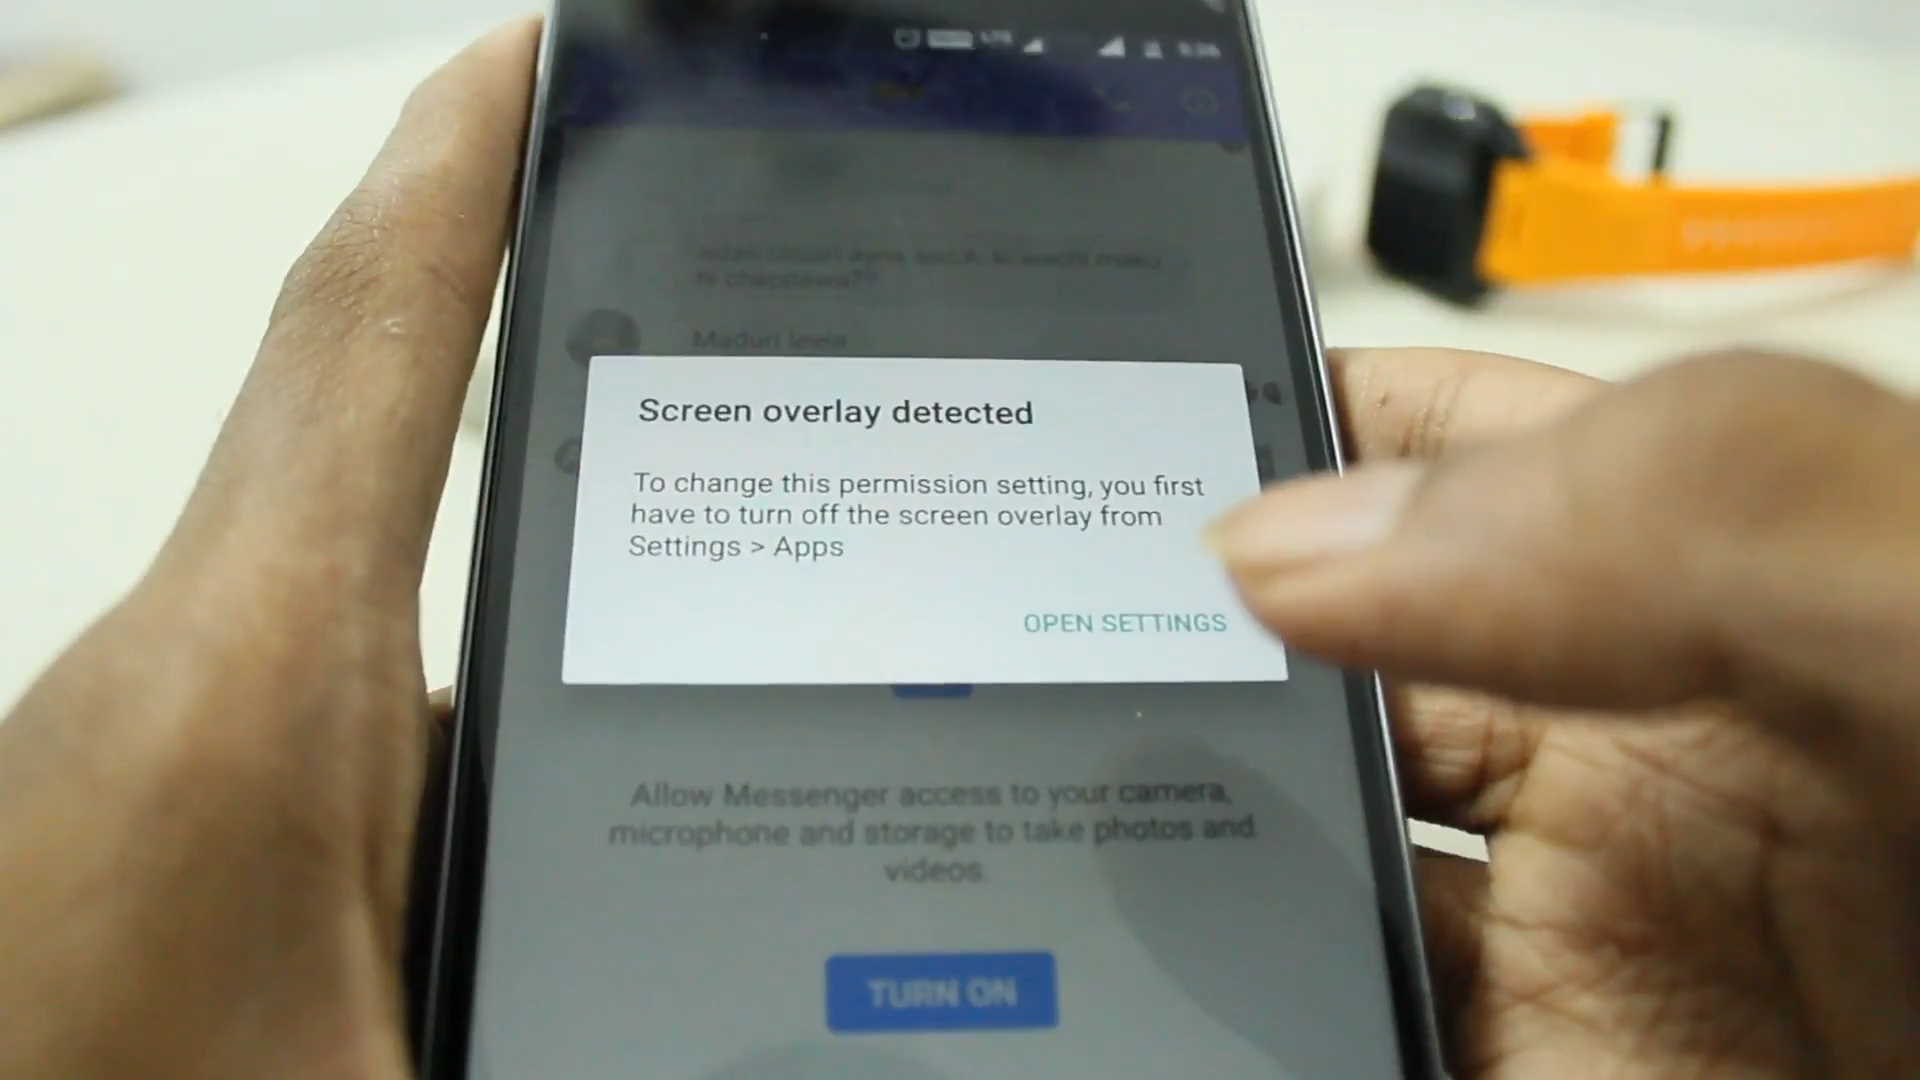 Maduri leela
Screen overlay detected
To change this permission setting, you first
have to turn off the screen overlay from
Settings > Apps
OPEN SETTINGS
Allow Messenger access to your camera,
microphone and storage to take photos and
videos.
TURN ON